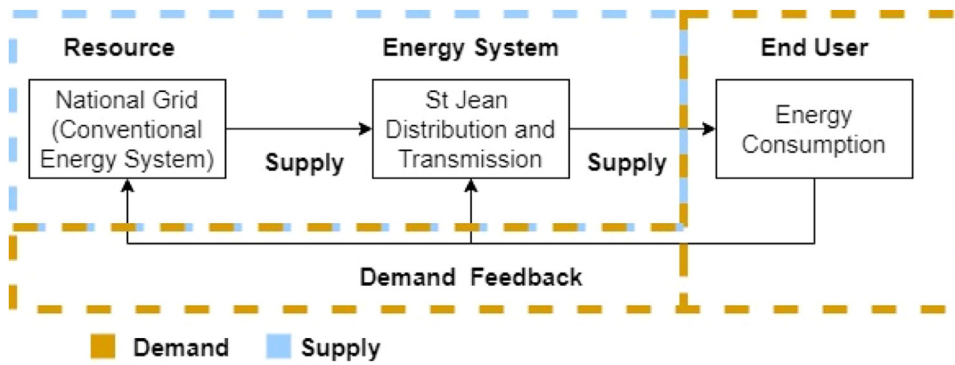 Resource
Energy System
End User
National Grid
(Conventional
Energy System)
St Jean
Distribution and
Transmission
Energy
Consumption
Supply
Supply
Demand Feedback
Demand
Supply